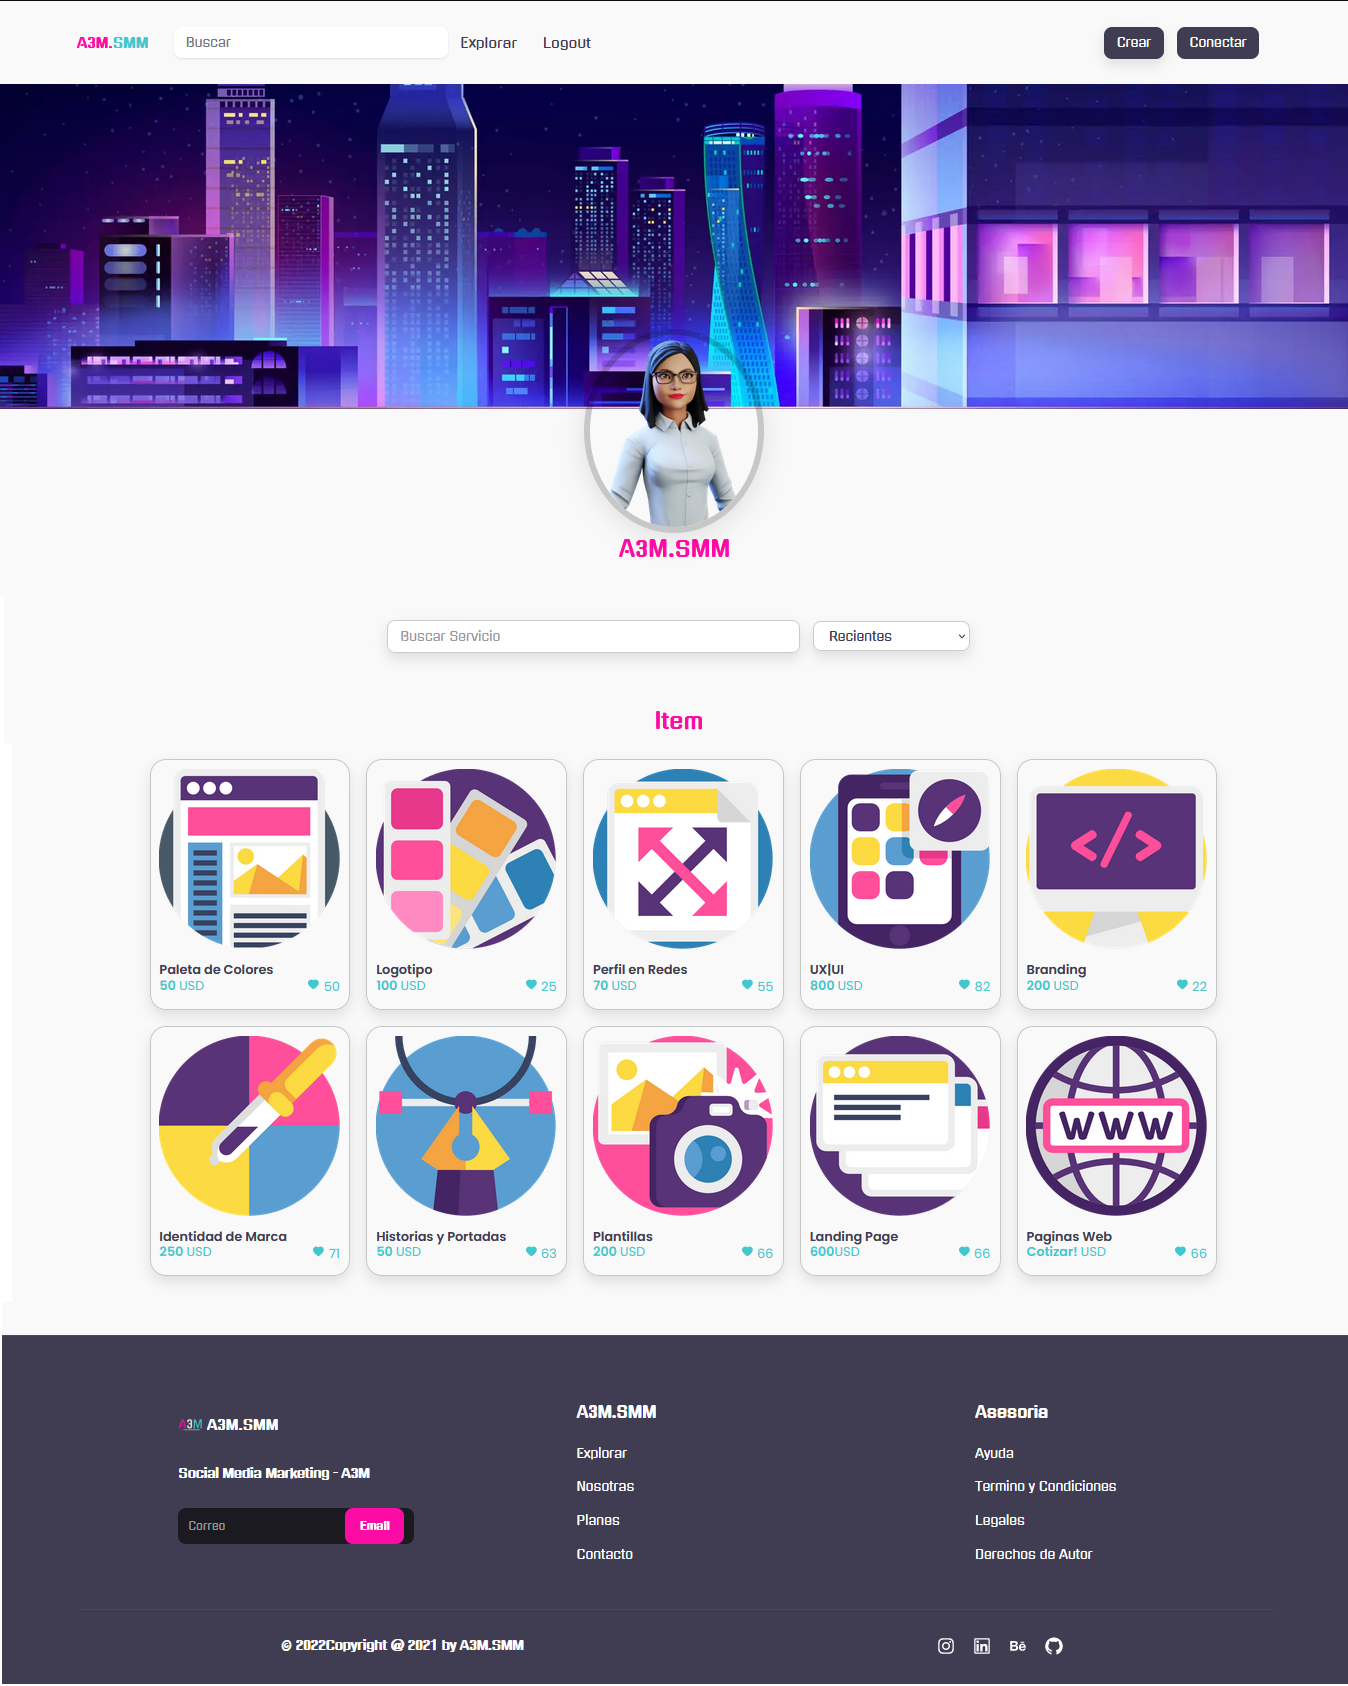 A3M.SMM
Buscar
Explorar
Logout
Crear
Conectar
A3M.SMM
Buscar Servicio
Recientes
Item
Paleta de Colores
50 USD
50
Logotipo
100 USD
25
Perfil en Redes
70 USD
55
UX|UI
800 USD
82
Branding
200 USD
22
Identidad de Marca
250 USD
71
Historias y Portadas
50 USD
63
Plantillas
200 USD
66
Landing Page
600USD
66
WWW
Paginas Web
Cotizar! USD
66
A3M A3M.SMM
Social Media Marketing - A3M
Correo
Email
A3M.SMM
Explorar
Nosotras
Planes
Contacto
Asesoria
Ayuda
Termino y Condiciones
Legales
Derechos de Autor
© 2022Copyright @ 2021 by A3M.SMM
in
Bē